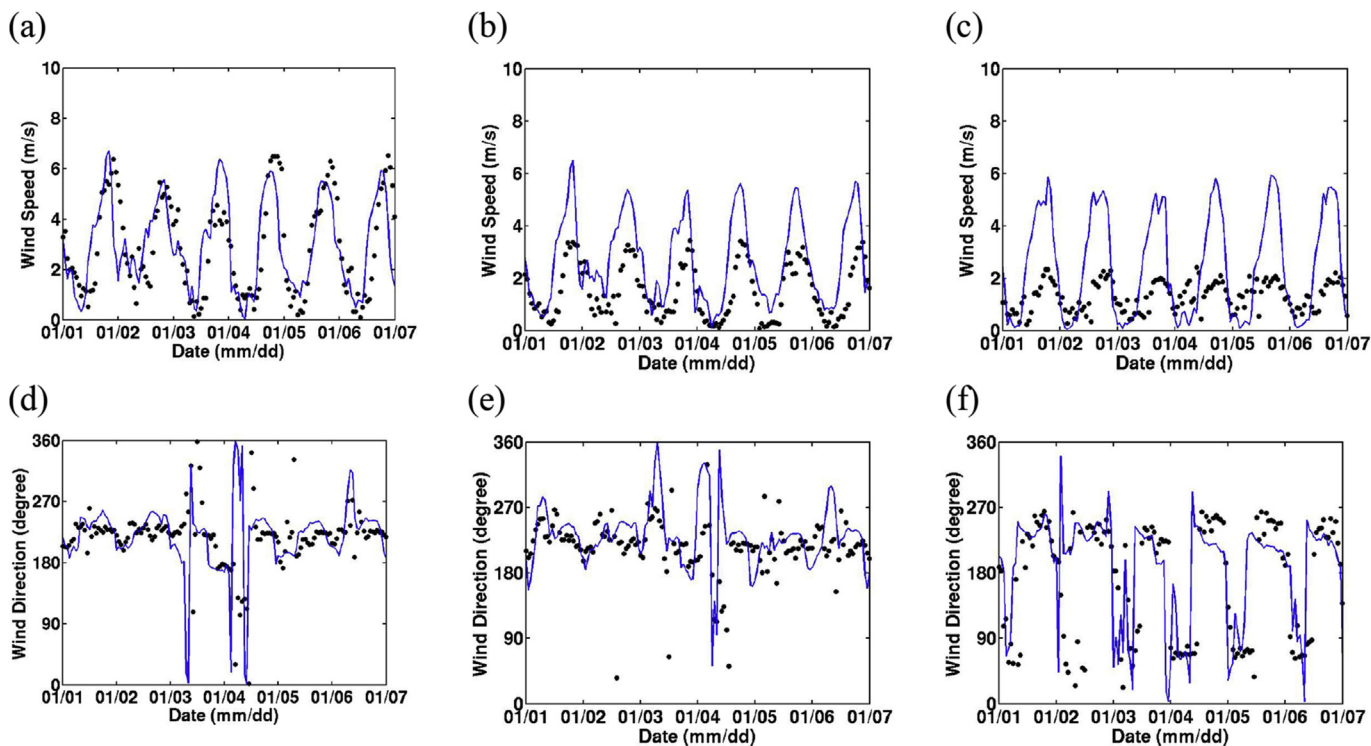 (a)
(b)
(c)
10
8
6
4
2
0
Wind Speed (m/s)
01/01 01/02 01/03 01/04 01/05 01/06 01/07
Date (mm/dd)
10
8
6
4
2
0
Wind Speed (m/s)
01/01 01/02 01/03 01/04 01/05 01/06 01/07
Date (mm/dd)
10
8
6
4
2
0
Wind Speed (m/s)
01/01 01/02 01/03 01/04 01/05 01/06 01/07
Date (mm/dd)
(d)
(e)
(f)
360
270
180
90
0
Wind Direction (degree)
01/01 01/02 01/03 01/04 01/05 01/06 01/07
Date (mm/dd)
360
270
180
90
0
Wind Direction (degree)
01/01 01/02 01/03 01/04 01/05 01/06 01/07
Date (mm/dd)
360
270
180
90
0
Wind Direction (degree)
01/01 01/02 01/03 01/04 01/05 01/06 01/07
Date (mm/dd)